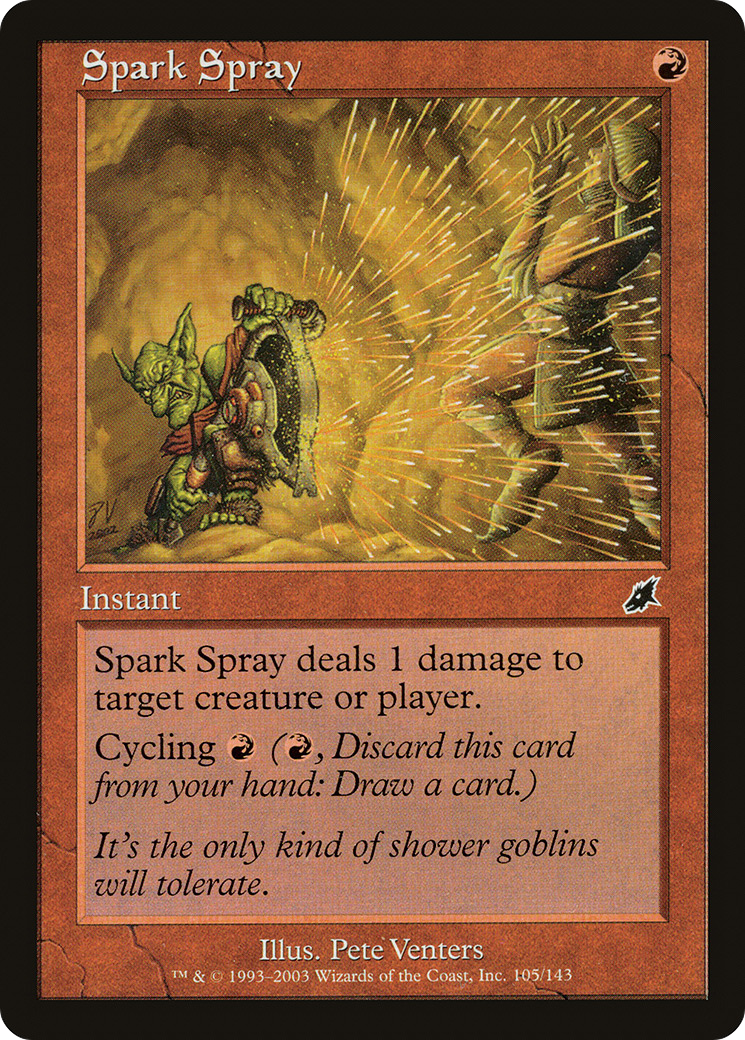 Spark Spray
PV
2002
Instant
Spark Spray deals 1 damage to
target creature or player.
Cycling (, Discard this card
from your hand: Draw a card.)
It's the only kind of shower goblins
will tolerate.
Illus. Pete Venters
™ & © 1993–2003 Wizards of the Coast, Inc. 105/143